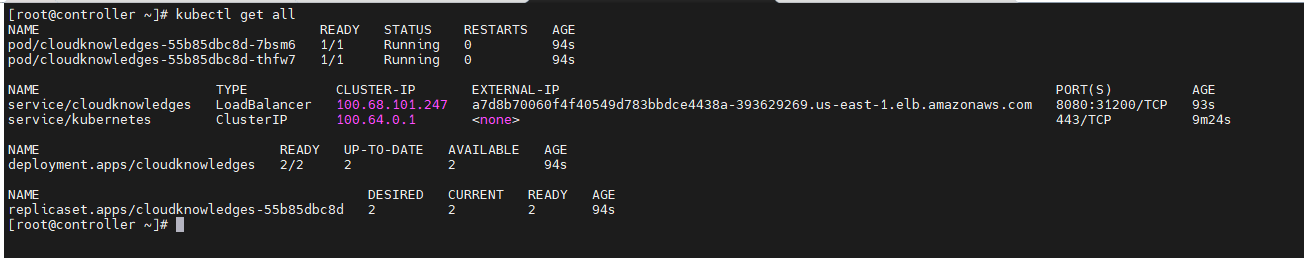 [root@controller ~]# kubectl get all
NAME READY STATUS RESTARTS AGE
pod/cloudknowledges-55b85dbc8d-7bsm6 1/1 Running 0 94s
pod/cloudknowledges-55b85dbc8d-thfw7 1/1 Running 0 94s
NAME TYPE CLUSTER-IP EXTERNAL-IP PORT(S) AGE
service/cloudknowledges LoadBalancer 100.68.101.247 a7d8b70060f4f40549d783bbdce4438a-393629269.us-east-1.elb.amazonaws.com 8080:31200/TCP 93s
service/kubernetes ClusterIP 100.64.0.1 <none> 443/TCP 9m24s
NAME READY UP-TO-DATE AVAILABLE AGE
deployment.apps/cloudknowledges 2/2 2 2 94s
NAME DESIRED CURRENT READY AGE
replicaset.apps/cloudknowledges-55b85dbc8d 2 2 2 94s
[root@controller ~]#